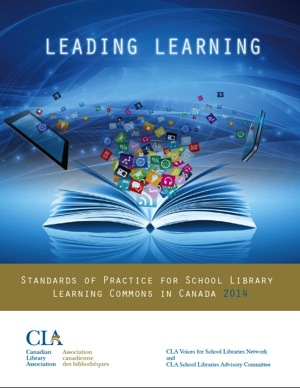 LEADING LEARNING
STANDARDS OF PRACTICE FOR SCHOOL LIBRARY
LEARNING COMMONS IN CANADA 2014
CLA
Canadian Library Association
Association canadienne des bibliothèques
CLA Voices for School Libraries Network
and
CLA School Libraries Advisory Committee